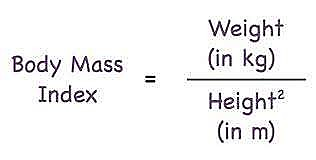 Body Mass
Index
=
Weight
(in kg)
Height²
(in m)